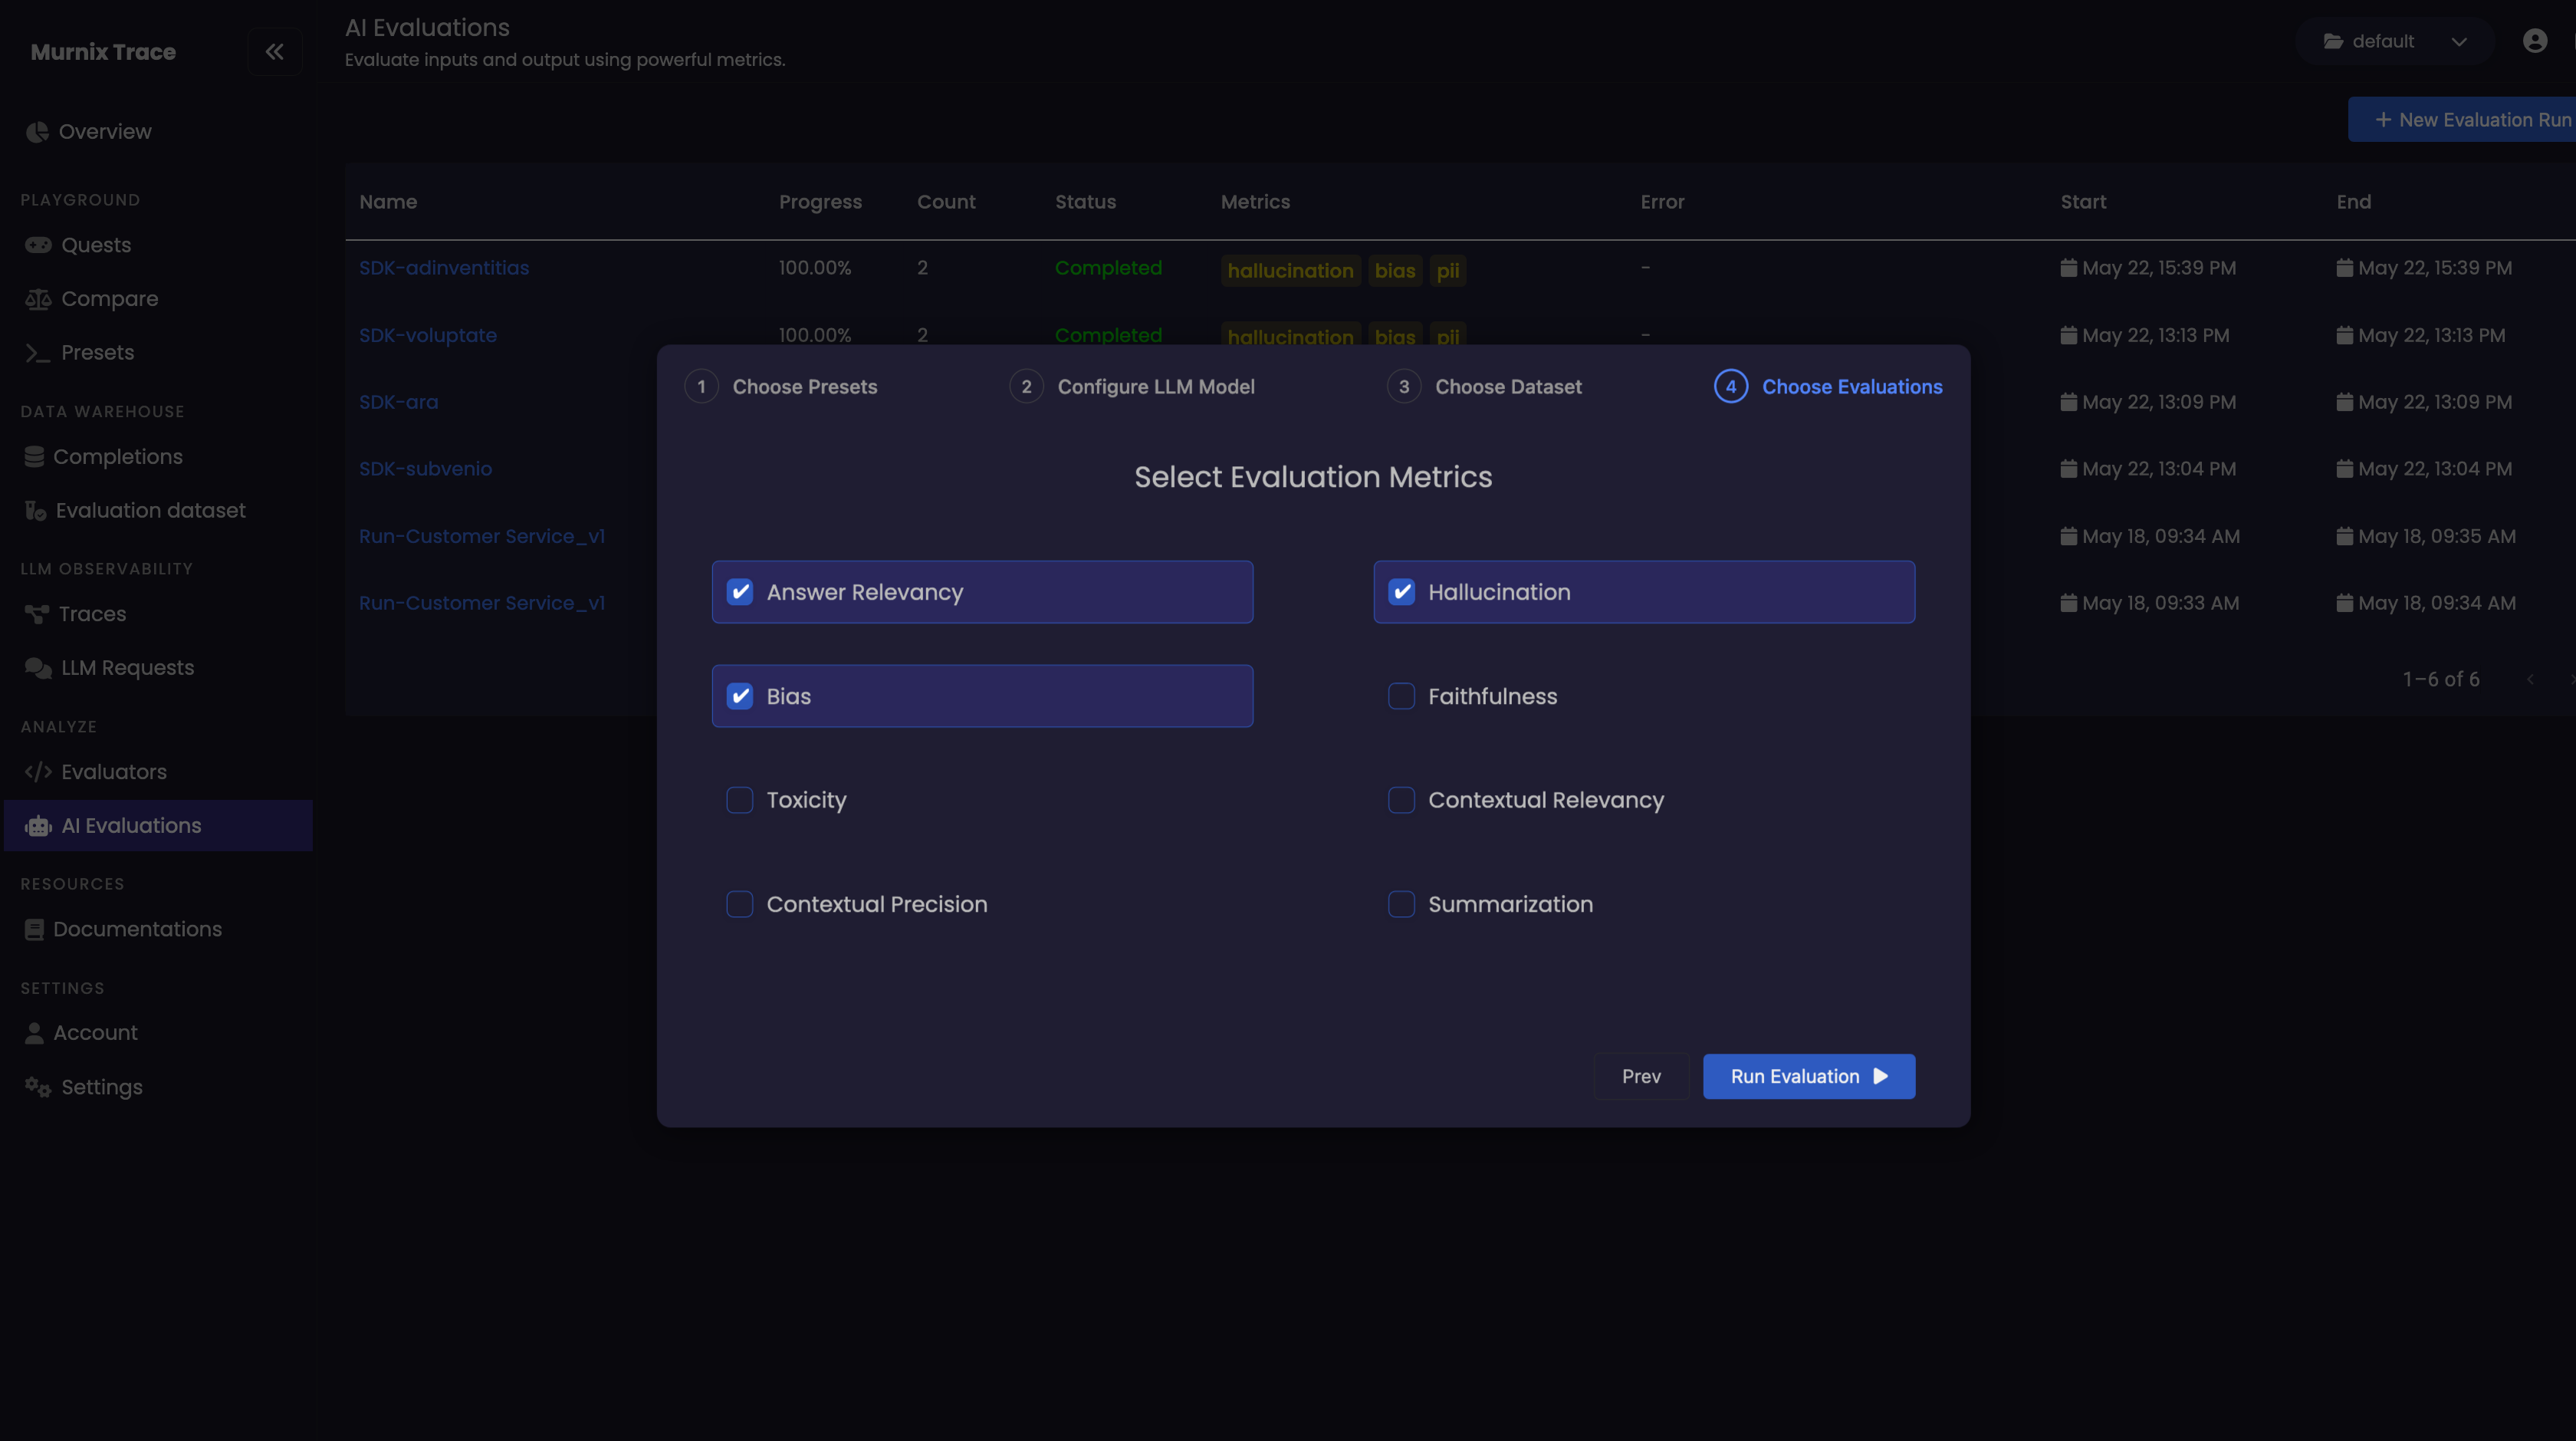 Murnix Trace
AI Evaluations
Evaluate inputs and output using powerful metrics.
default
+ New Evaluation Run
Overview
PLAYGROUND
Quests
Compare
Presets
DATA WAREHOUSE
Completions
Evaluation dataset
LLM OBSERVABILITY
Traces
LLM Requests
ANALYZE
Evaluators
AI Evaluations
RESOURCES
Documentations
SETTINGS
Account
Settings
Name Progress Count Status Metrics Error Start End
SDK-adinventitias 100.00% 2 Completed hallucination bias pii - May 22, 15:39 PM May 22, 15:39 PM
SDK-voluptate 100.00% 2 Completed hallucination bias pii - May 22, 13:13 PM May 22, 13:13 PM
SDK-ara May 22, 13:09 PM May 22, 13:09 PM
SDK-subvenio May 22, 13:04 PM May 22, 13:04 PM
Run-Customer Service_v1 May 18, 09:34 AM May 18, 09:35 AM
Run-Customer Service_v1 May 18, 09:33 AM May 18, 09:34 AM
1–6 of 6
1 Choose Presets 2 Configure LLM Model 3 Choose Dataset 4 Choose Evaluations
Select Evaluation Metrics
Answer Relevancy Hallucination
Bias Faithfulness
Toxicity Contextual Relevancy
Contextual Precision Summarization
Prev Run Evaluation